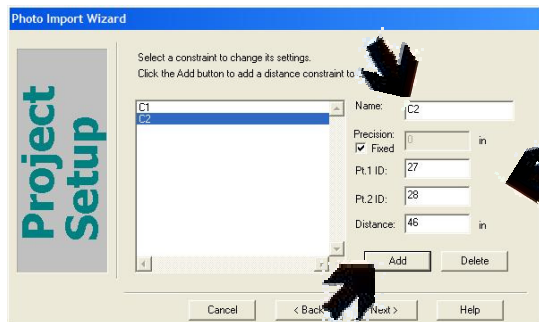 Photo Import Wizard
Project
Setup
Select a constraint to change its settings.
Click the Add button to add a distance constraint to
C1
C2
Name: C2
Precision: 0 in
Fixed
Pt.1 ID: 27
Pt.2 ID: 28
Distance: 46 in
Add Delete
Cancel < Back Next > Help